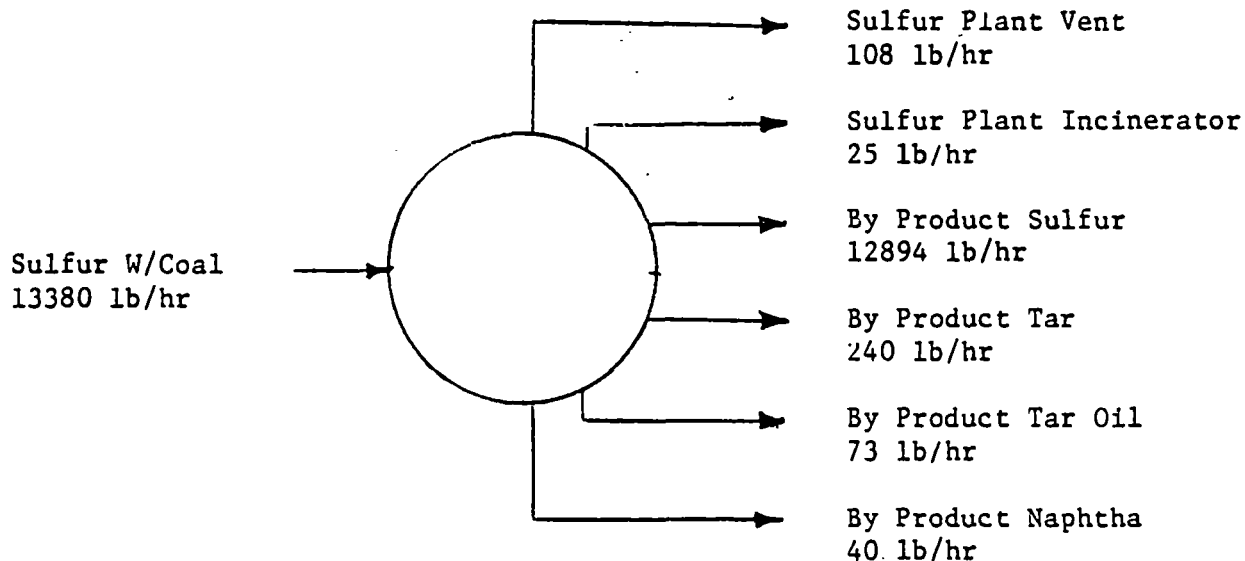 Sulfur Plant Vent
108 lb/hr
Sulfur Plant Incinerator
25 lb/hr
By Product Sulfur
12894 lb/hr
Sulfur W/Coal
13380 lb/hr
By Product Tar
240 lb/hr
By Product Tar Oil
73 lb/hr
By Product Naphtha
40 lb/hr